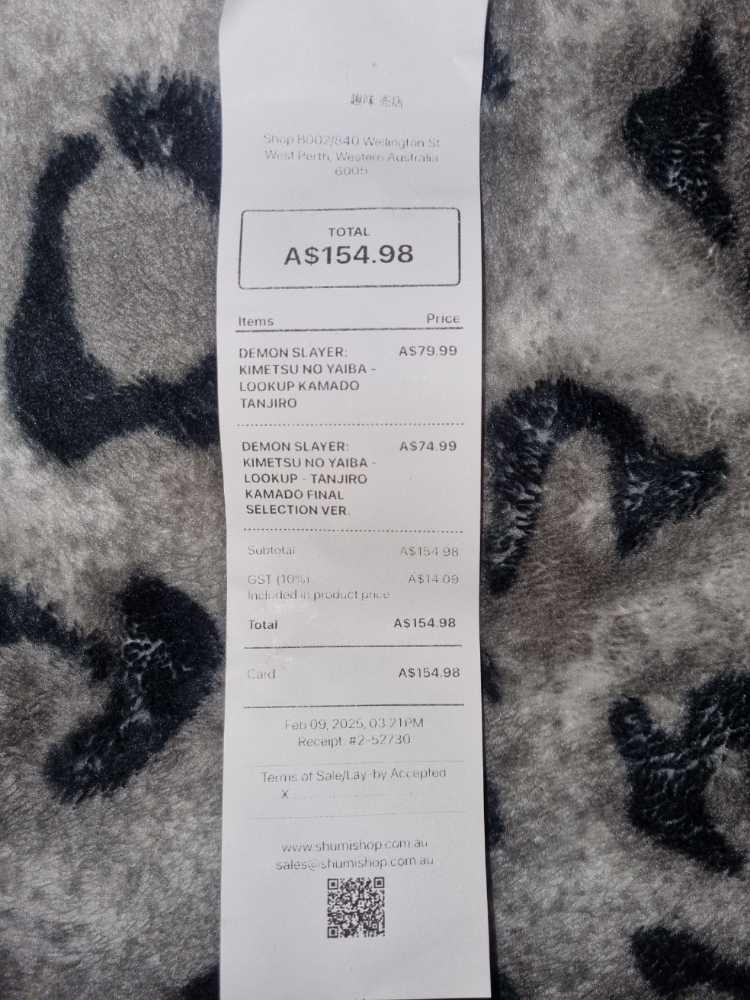 趣味 売店
Shop B002/840 Wellington St
West Perth, Western Australia
6005
TOTAL
A$154.98
Items Price
DEMON SLAYER: A$79.99
KIMETSU NO YAIBA -
LOOKUP KAMADO
TANJIRO
DEMON SLAYER: A$74.99
KIMETSU NO YAIBA -
LOOKUP - TANJIRO
KAMADO FINAL
SELECTION VER.
Subtotal A$154.98
GST (10%) A$14.09
Included in product price
Total A$154.98
Card A$154.98
Feb 09, 2025, 03:21PM
Receipt: #2-52730
Terms of Sale/Lay-by Accepted
X
www.shumishop.com.au
sales@shumishop.com.au